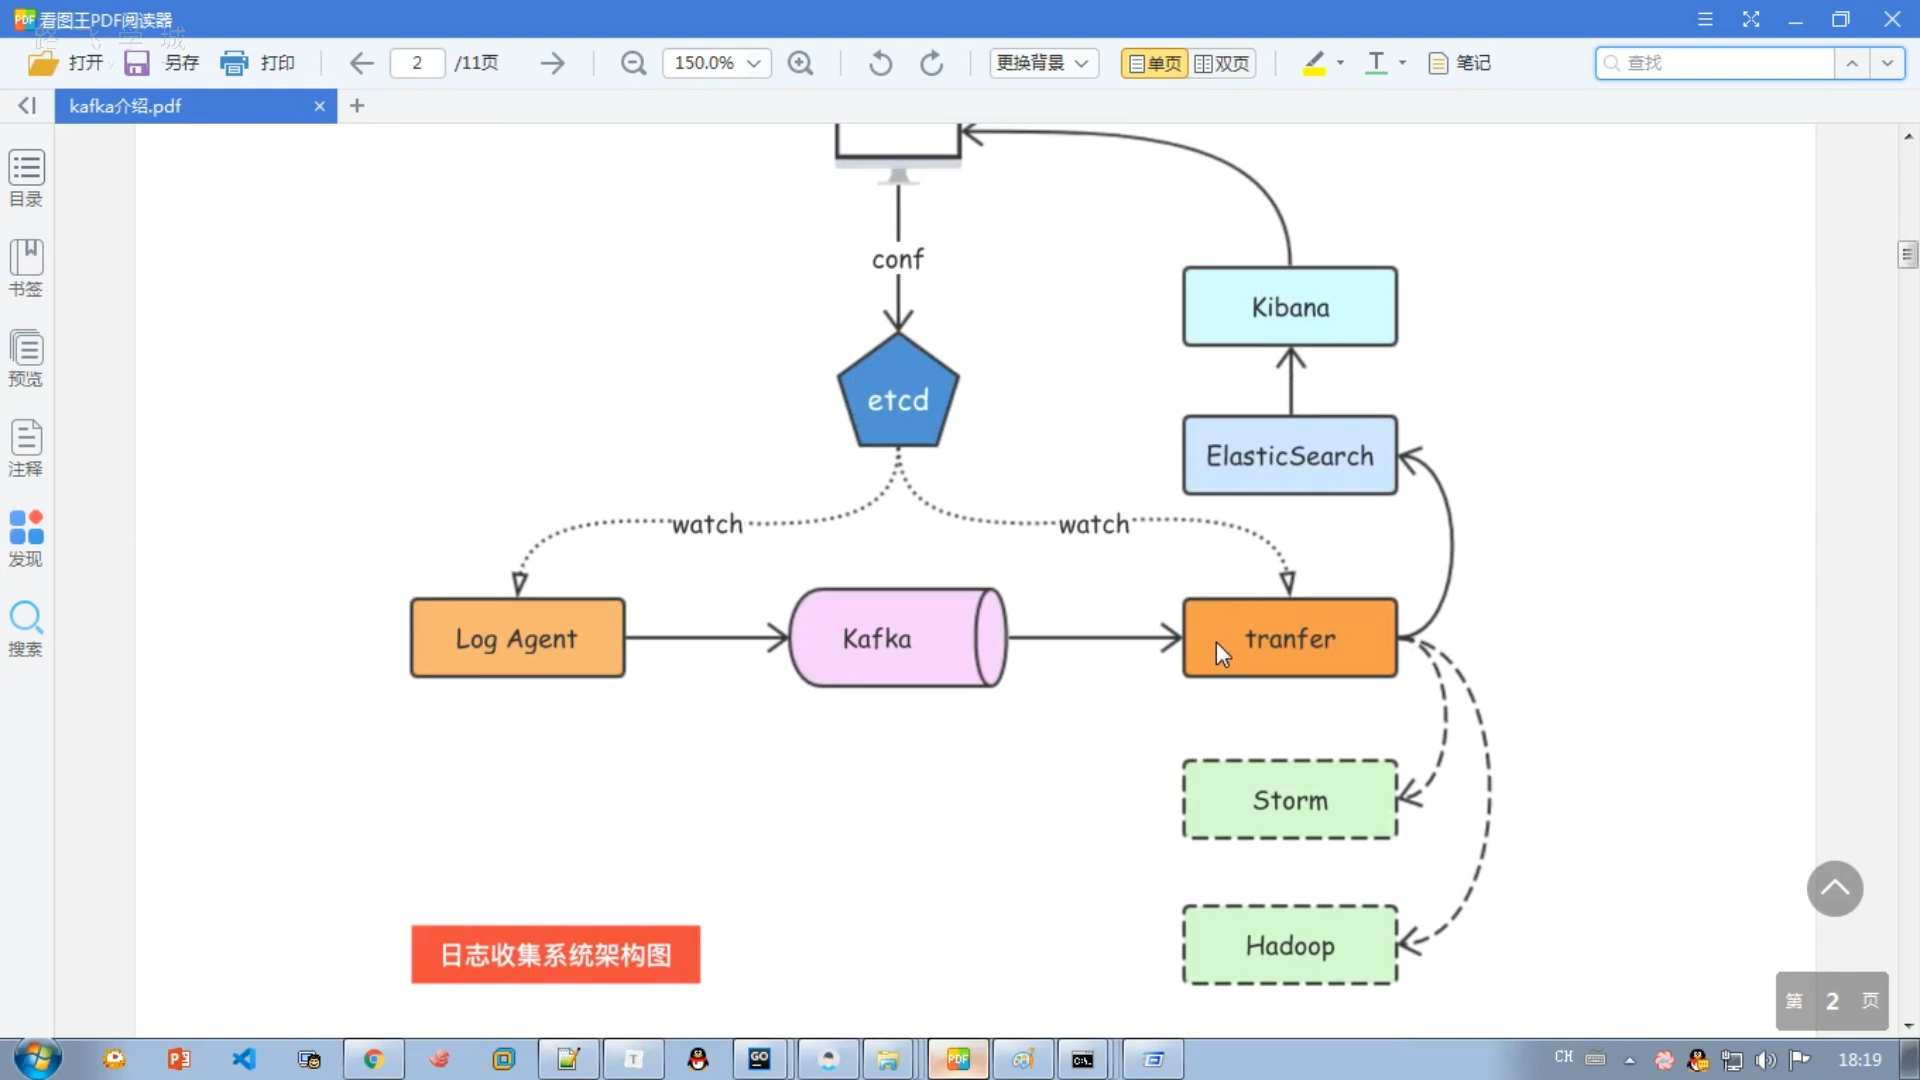 看图王PDF阅读器
路飞学城
打开
另存
打印
2
/11页
150.0%
更换背景
单页
双页
笔记
查找
kafka介绍.pdf
目录
书签
预览
注释
发现
搜索
conf
Kibana
etcd
ElasticSearch
watch
watch
Log Agent
Kafka
tranfer
Storm
Hadoop
日志收集系统架构图
第 2 页
CH
18:19